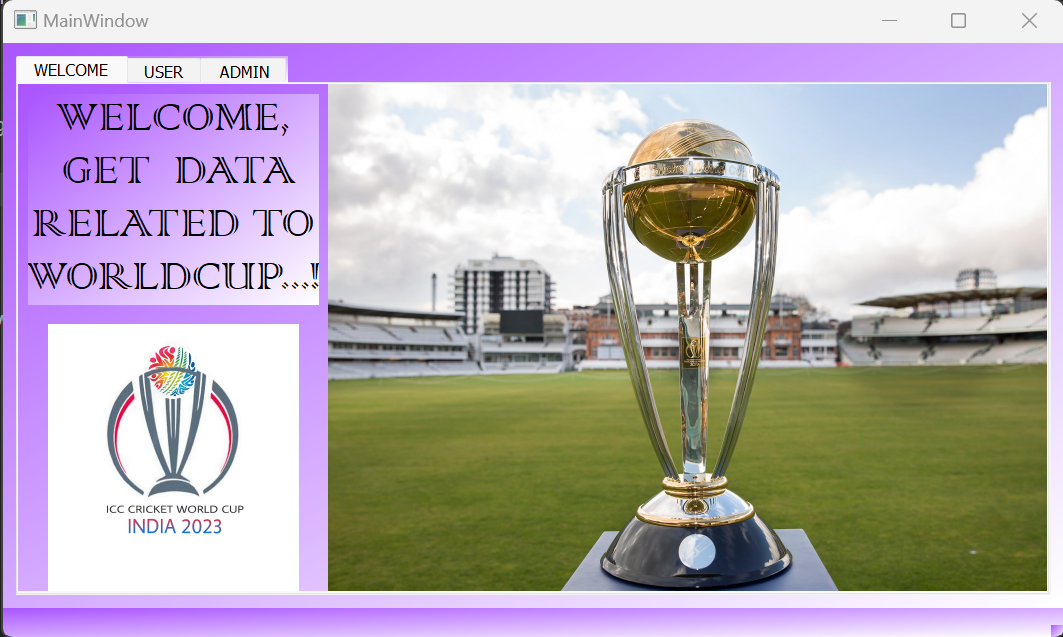 MainWindow
WELCOME
USER
ADMIN
WELCOME,
GET DATA
RELATED TO
WORLDCUP...!
ICC CRICKET WORLD CUP
INDIA 2023